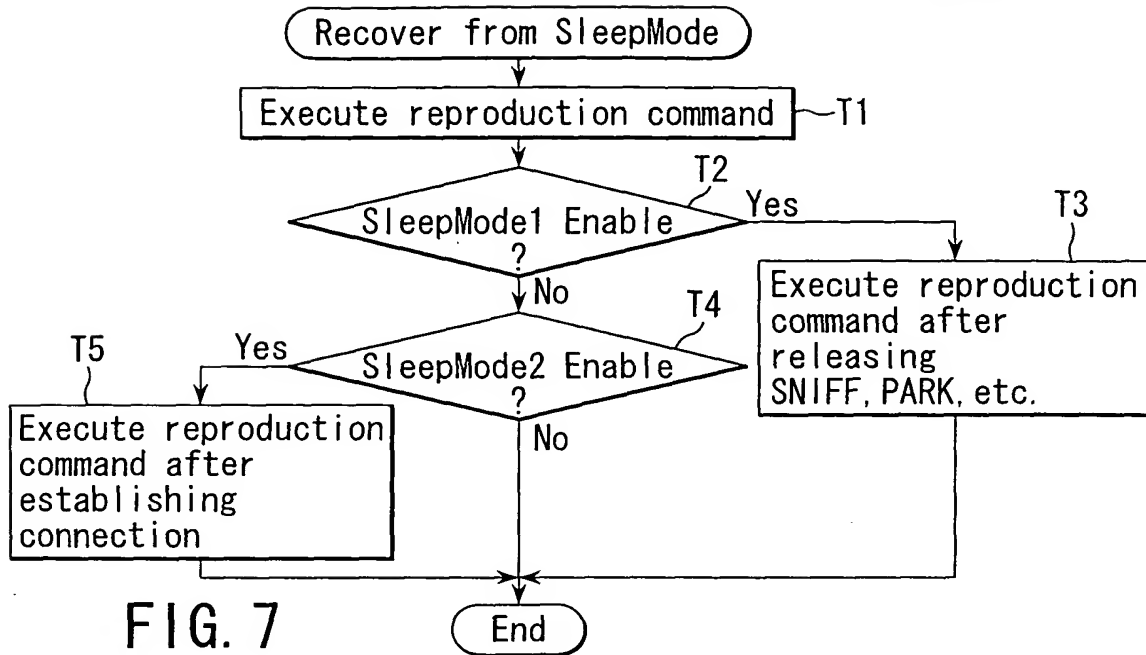 Recover from SleepMode
Execute reproduction command
T1
T2
SleepMode1 Enable
?
Yes
No
T3
Execute reproduction
command after
releasing
SNIFF, PARK, etc.
T4
SleepMode2 Enable
?
Yes
No
T5
Execute reproduction
command after
establishing
connection
End
FIG. 7